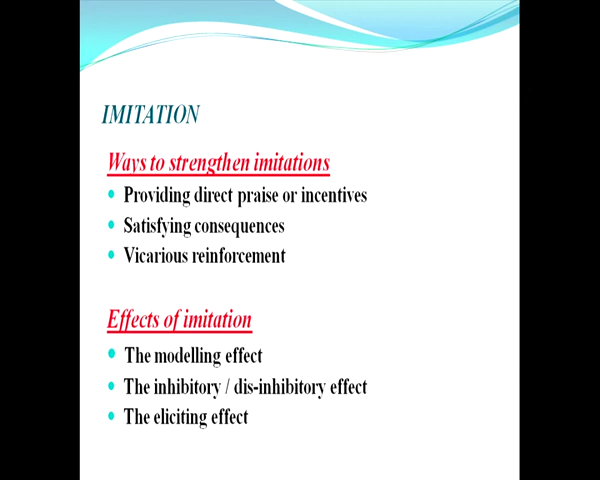 IMITATION
Ways to strengthen imitations
Providing direct praise or incentives
Satisfying consequences
Vicarious reinforcement
Effects of imitation
The modelling effect
The inhibitory / dis-inhibitory effect
The eliciting effect